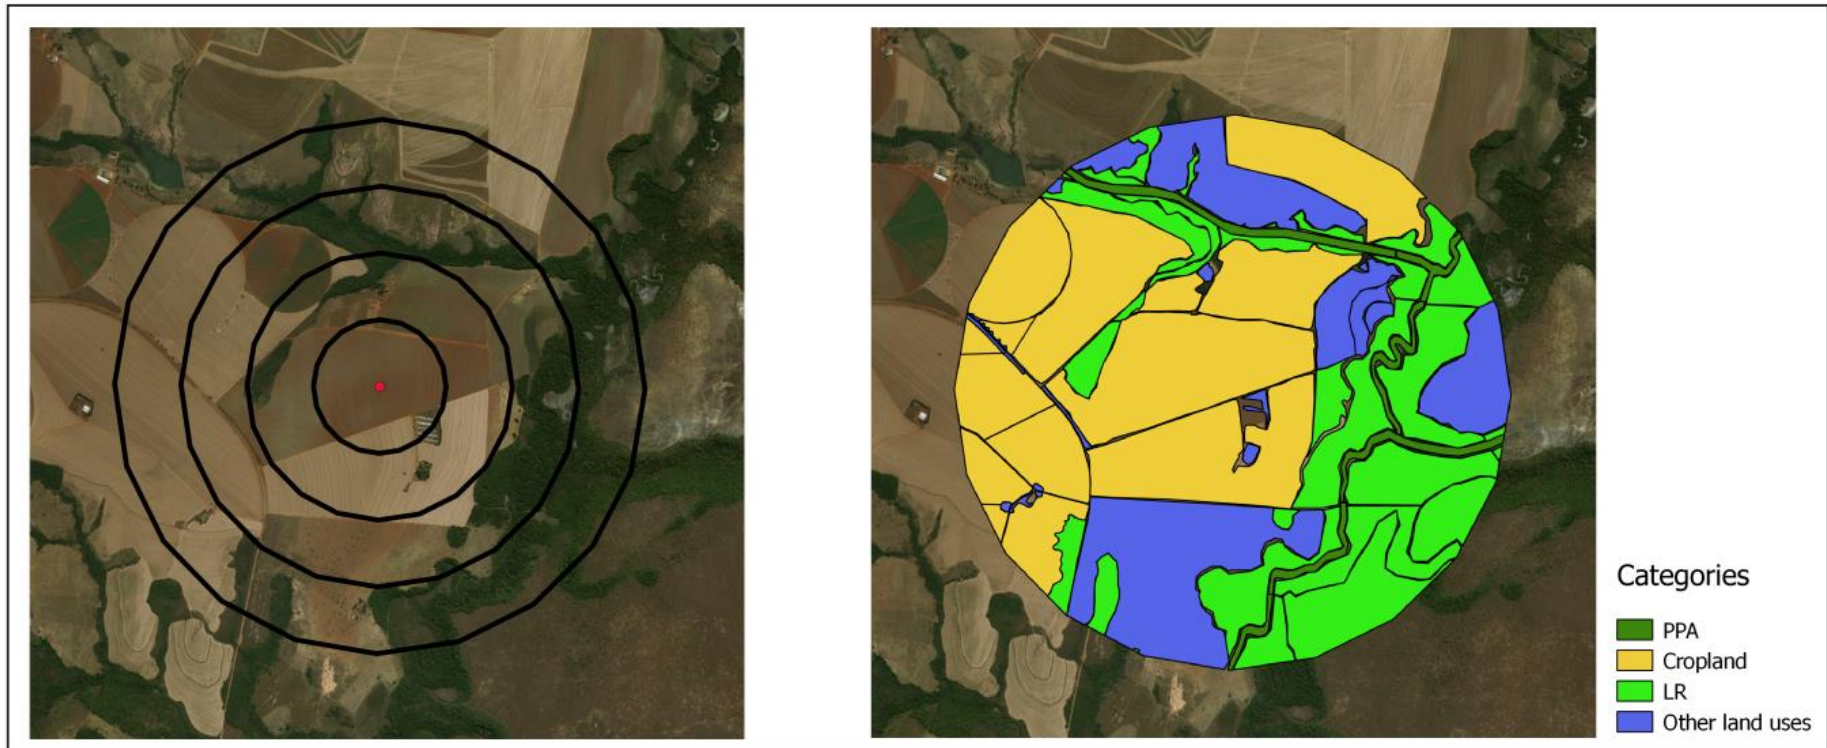 Categories
PPA
Cropland
LR
Other land uses